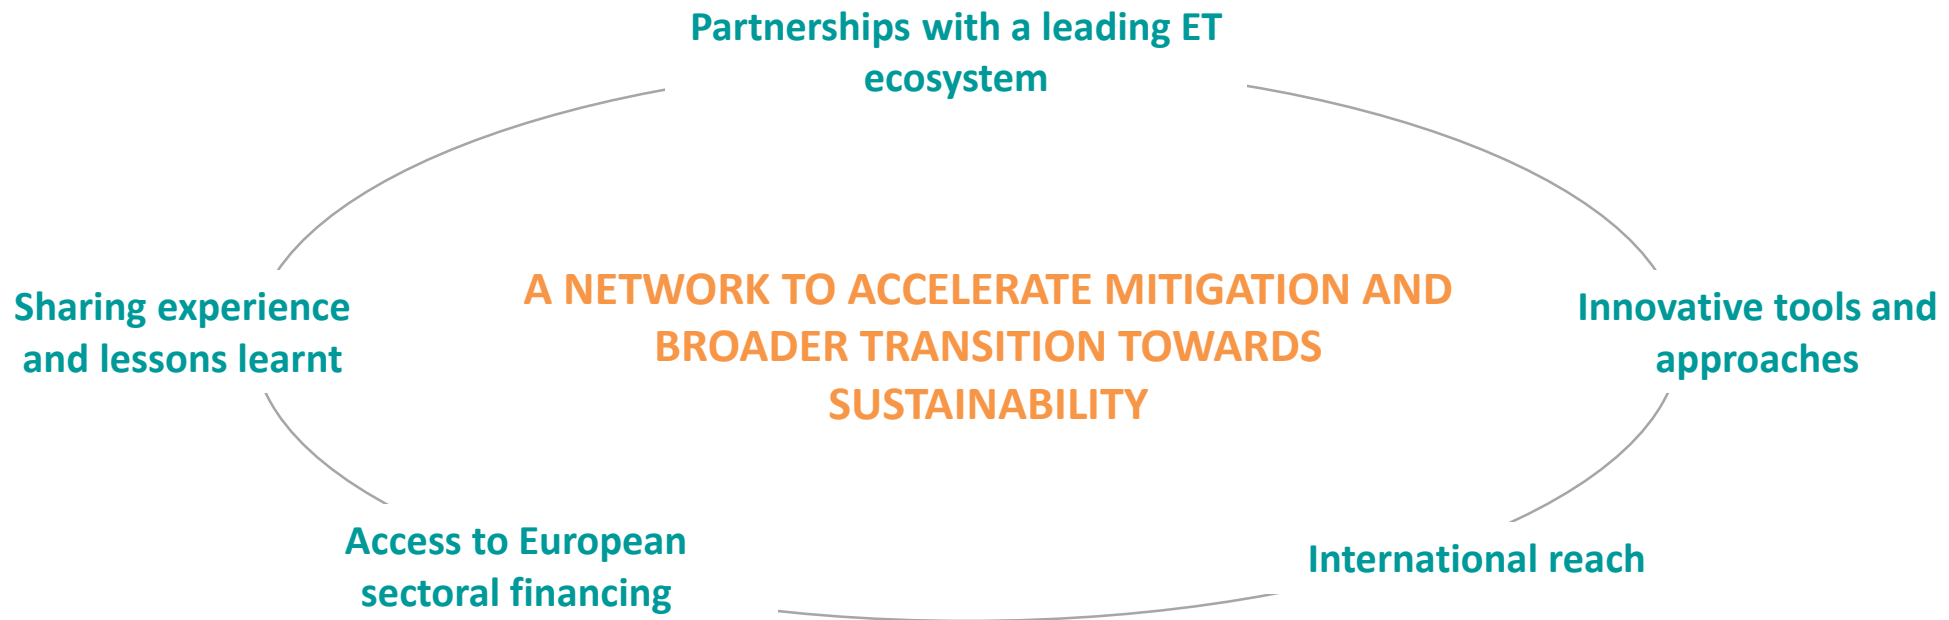 Partnerships with a leading ET
ecosystem
Sharing experience
and lessons learnt
A NETWORK TO ACCELERATE MITIGATION AND
BROADER TRANSITION TOWARDS
SUSTAINABILITY
Innovative tools and
approaches
Access to European
sectoral financing
International reach